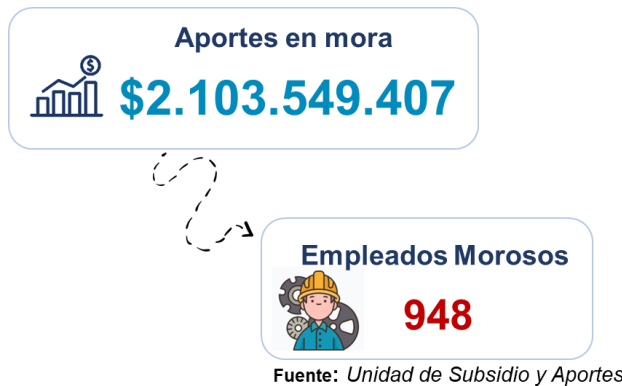 Aportes en mora
$
$2.103.549.407
Empleados Morosos
948
Fuente: Unidad de Subsidio y Aportes